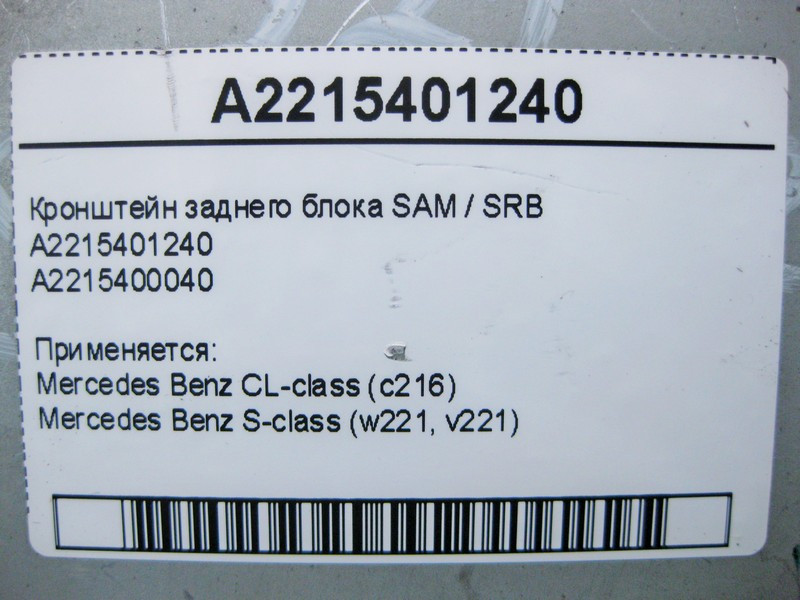 A2215401240
Кронштейн заднего блока SAM / SRB
A2215401240
A2215400040
Применяется:
Mercedes Benz CL-class (c216)
Mercedes Benz S-class (w221, v221)